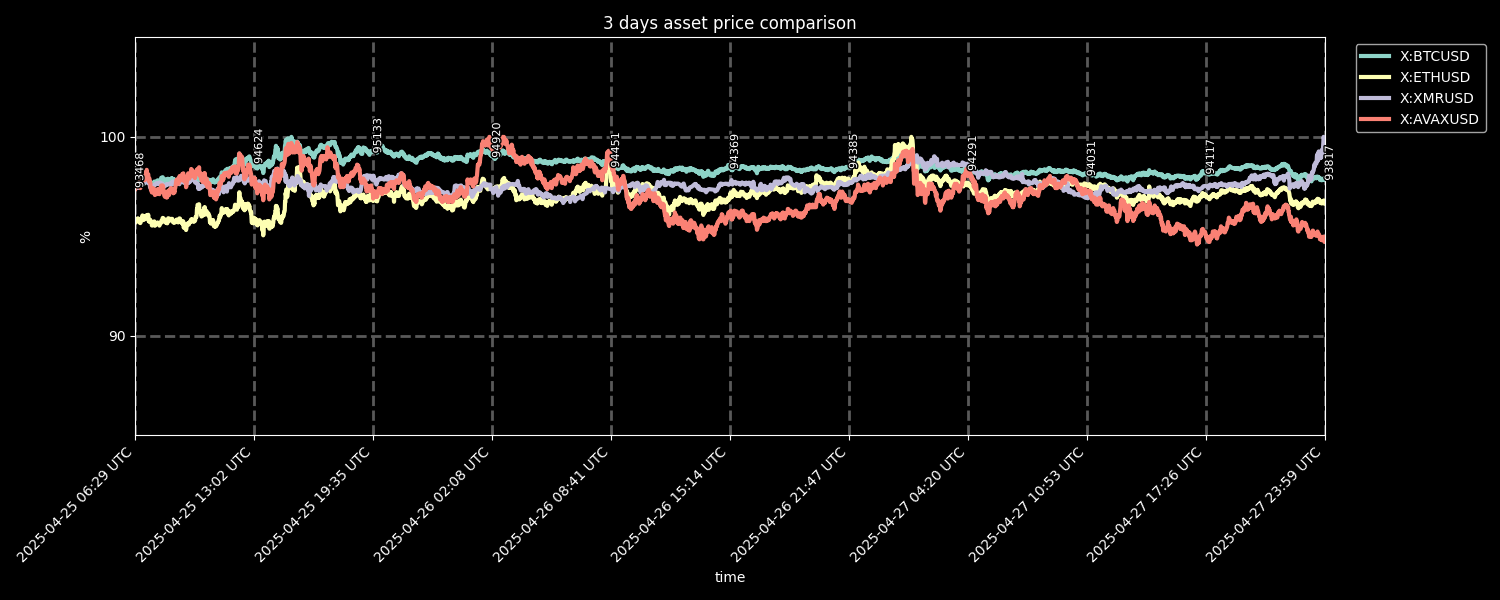 3 days asset price comparison
X:BTCUSD
X:ETHUSD
X:XMRUSD
X:AVAXUSD
100
90
%
93468
94624
95133
94920
94451
94369
94385
94291
94031
94117
93817
2025-04-25 06:29 UTC
2025-04-25 13:02 UTC
2025-04-25 19:35 UTC
2025-04-26 02:08 UTC
2025-04-26 08:41 UTC
2025-04-26 15:14 UTC
2025-04-26 21:47 UTC
2025-04-27 04:20 UTC
2025-04-27 10:53 UTC
2025-04-27 17:26 UTC
2025-04-27 23:59 UTC
time